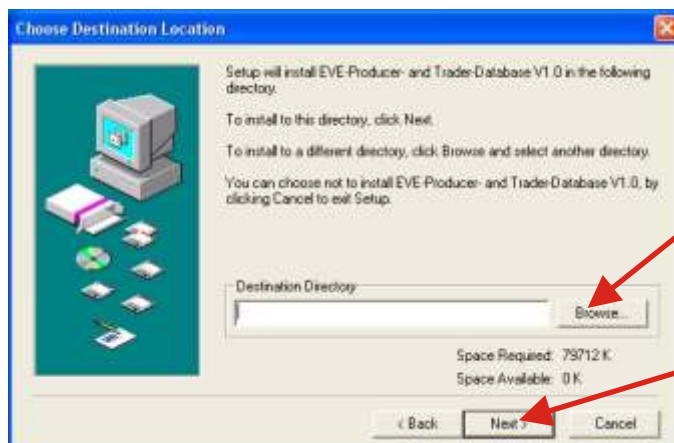 Choose Destination Location
Setup will install EVE-Producer- and Trader-Database V1.0 in the following
directory.
To install to this directory, click Next.
To install to a different directory, click Browse and select another directory.
You can choose not to install EVE-Producer- and Trader-Database V1.0, by
clicking Cancel to exit Setup.
Destination Directory
Browse...
Space Required: 79712 K
Space Available: 0 K
< Back Next > Cancel